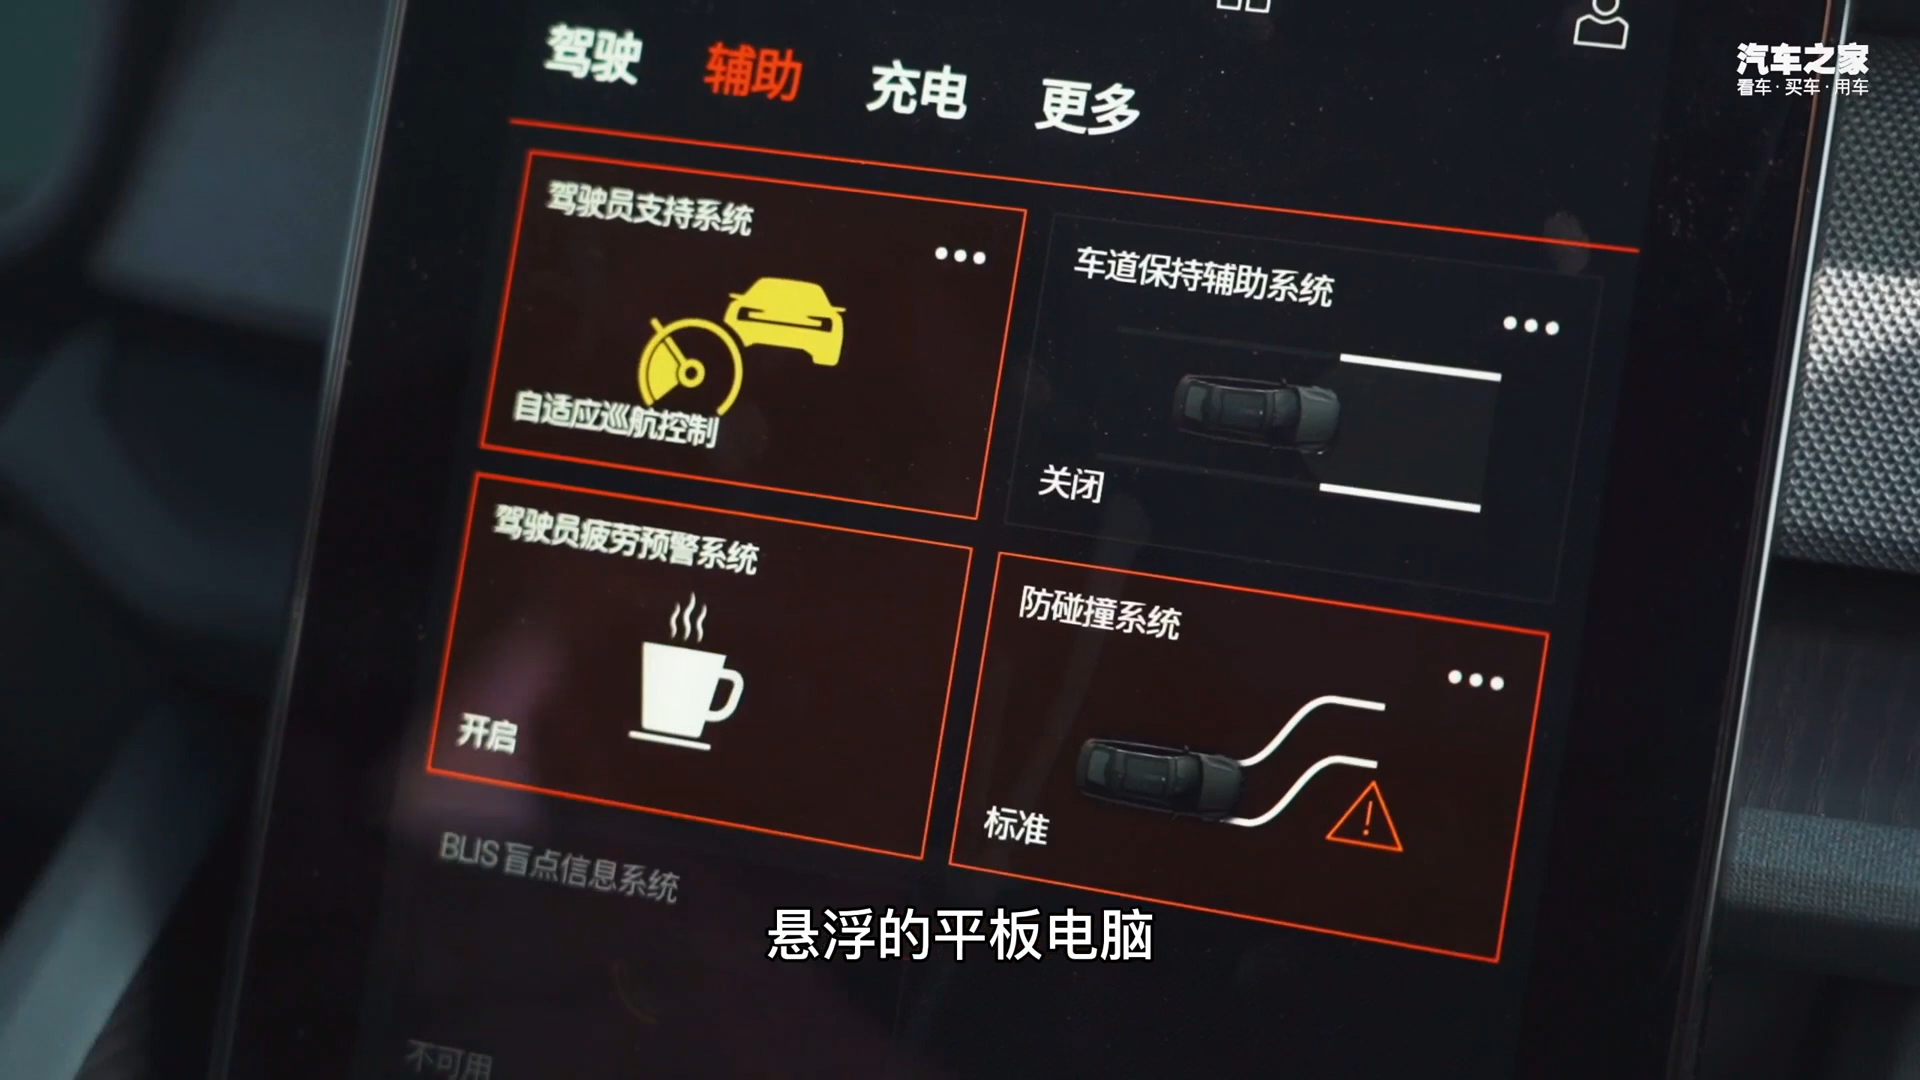 驾驶 辅助 充电 更多
汽车之家
看车·买车·用车
驾驶员支持系统
自适应巡航控制
车道保持辅助系统
关闭
驾驶员疲劳预警系统
开启
防碰撞系统
标准
BLIS 盲点信息系统
不可用
悬浮的平板电脑